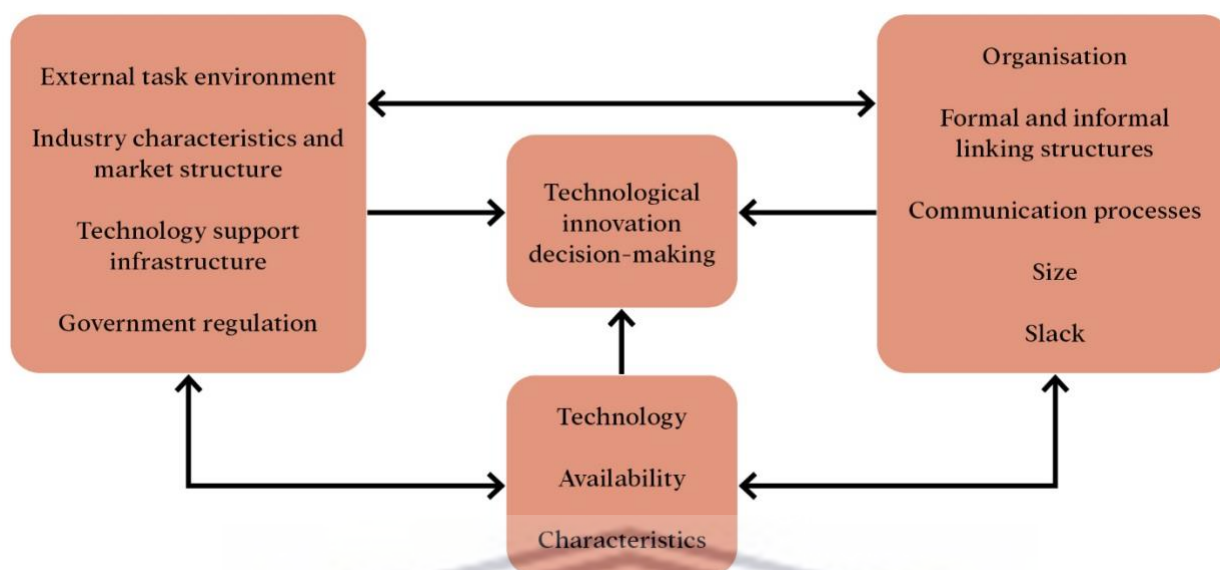 External task environment
Industry characteristics and
market structure
Technology support
infrastructure
Government regulation
Technological
innovation
decision-making
Organisation
Formal and informal
linking structures
Communication processes
Size
Slack
Technology
Availability
Characteristics